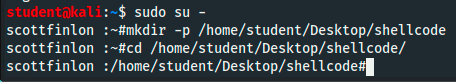 student@kali:~$ sudo su -
scottfinlon :~#mkdir -p /home/student/Desktop/shellcode
scottfinlon :~#cd /home/student/Desktop/shellcode/
scottfinlon :/home/student/Desktop/shellcode#